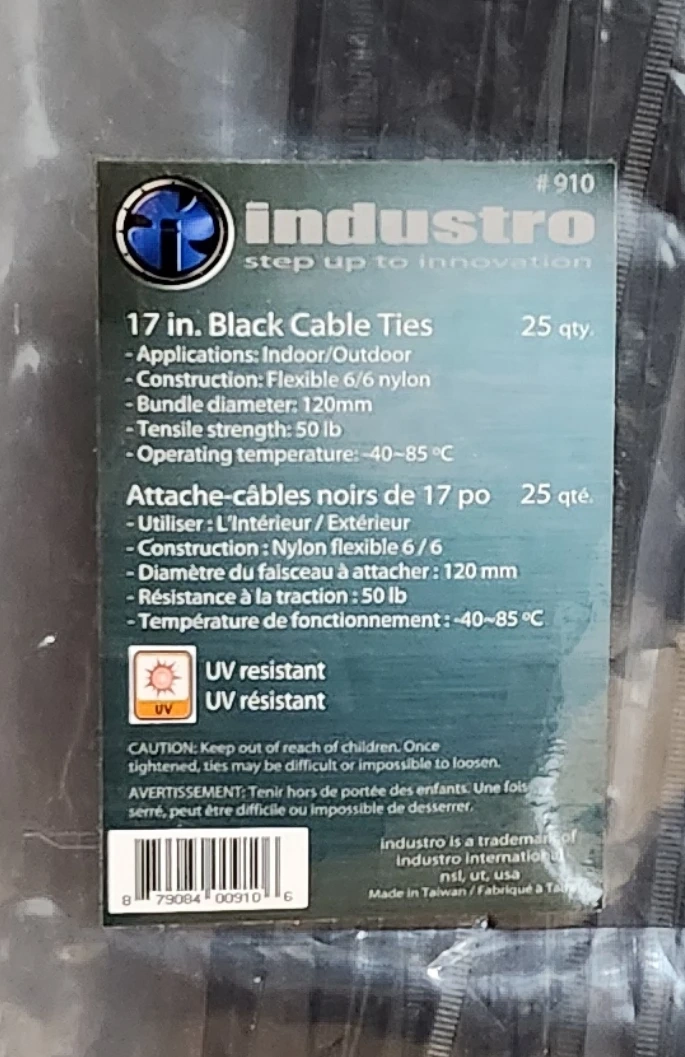 #910
industro
step up to innovation
17 in. Black Cable Ties 25 qty.
- Applications: Indoor/Outdoor
- Construction: Flexible 6/6 nylon
- Bundle diameter: 120mm
- Tensile strength: 50 lb
- Operating temperature: -40~85 °C
Attache-câbles noirs de 17 po 25 qté.
- Utiliser : L'Intérieur / Extérieur
- Construction : Nylon flexible 6 / 6
- Diamètre du faisceau à attacher : 120 mm
- Résistance à la traction : 50 lb
- Température de fonctionnement : -40~85 °C
UV resistant
UV UV résistant
CAUTION: Keep out of reach of children. Once
tightened, ties may be difficult or impossible to loosen.
AVERTISSEMENT: Tenir hors de portée des enfants. Une fois
serré, peut être difficile ou impossible de desserrer.
industro is a trademark of
industro international
nsl, ut, usa
Made in Taiwan / Fabriqué à
8 79084 00910 6